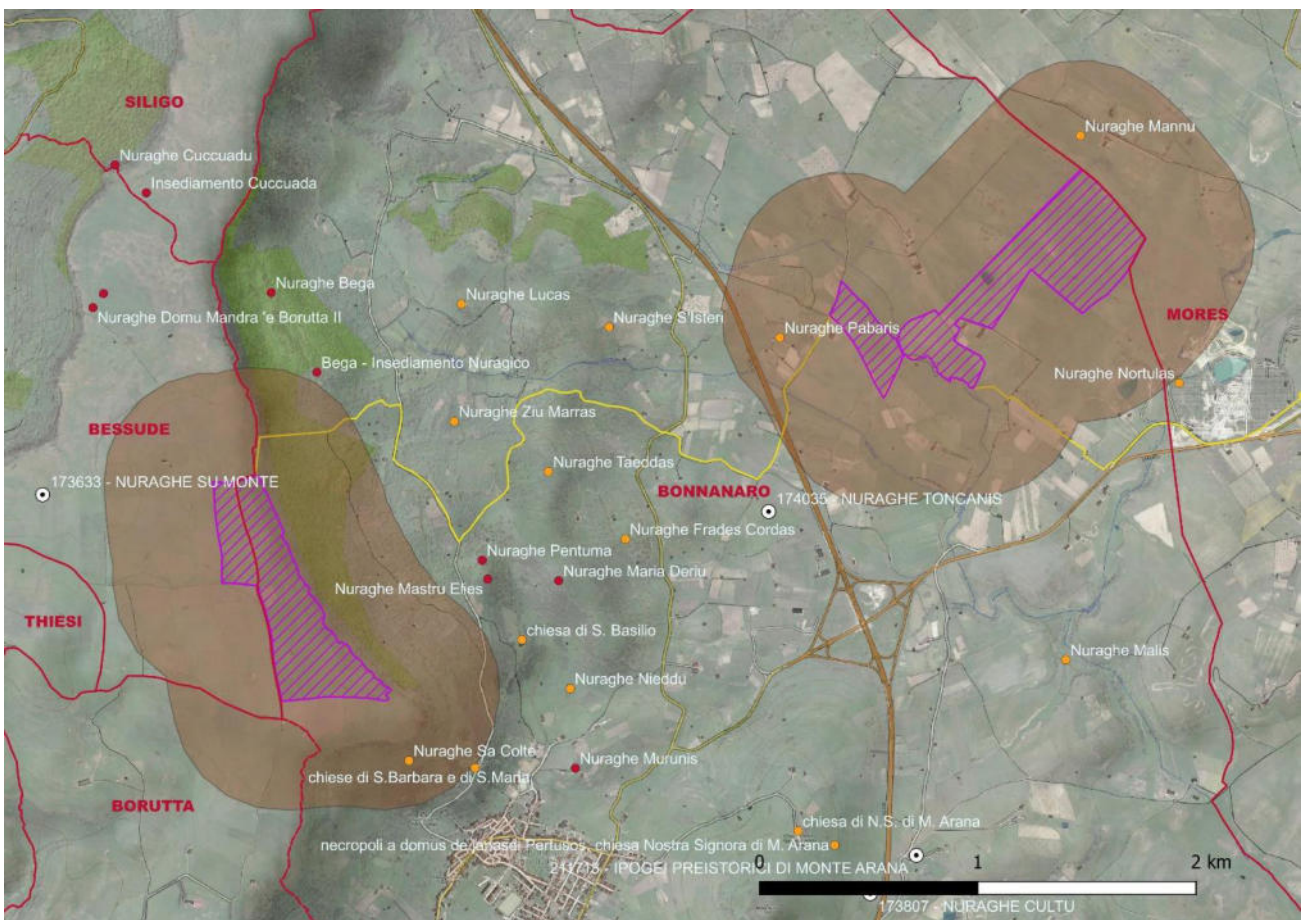 SILIGO
Nuraghe Mannu
Nuraghe Cuccuadu
Insediamento Cuccuada
Nuraghe Bega
Nuraghe Lucas
Nuraghe Domu Mandra 'e Borutta II
Nuraghe S'Isteri
MORES
Nuraghe Pabaris
Bega - Insediamento Nuragico
Nuraghe Nortulas
Nuraghe Ziu Marras
BESSUDE
Nuraghe Taeddas
173633 - NURAGHE SU MONTE
BONNANARO
174035 - NURAGHE TONCANIS
Nuraghe Frades Cordas
Nuraghe Pentuma
Nuraghe Maria Deriu
Nuraghe Mastru Elies
THIESI
chiesa di S. Basilio
Nuraghe Malis
Nuraghe Nieddu
Nuraghe Sa Colte
Nuraghe Murunis
chiese di S.Barbara e di S.Maria
BORUTTA
chiesa di N.S. di M. Arana
necropoli a domus de janas di Pertusos, chiesa Nostra Signora di M. Arana
0 1 2 km
241713 - IPOGEI PREISTORICI DI MONTE ARANA
173807 - NURAGHE CULTU